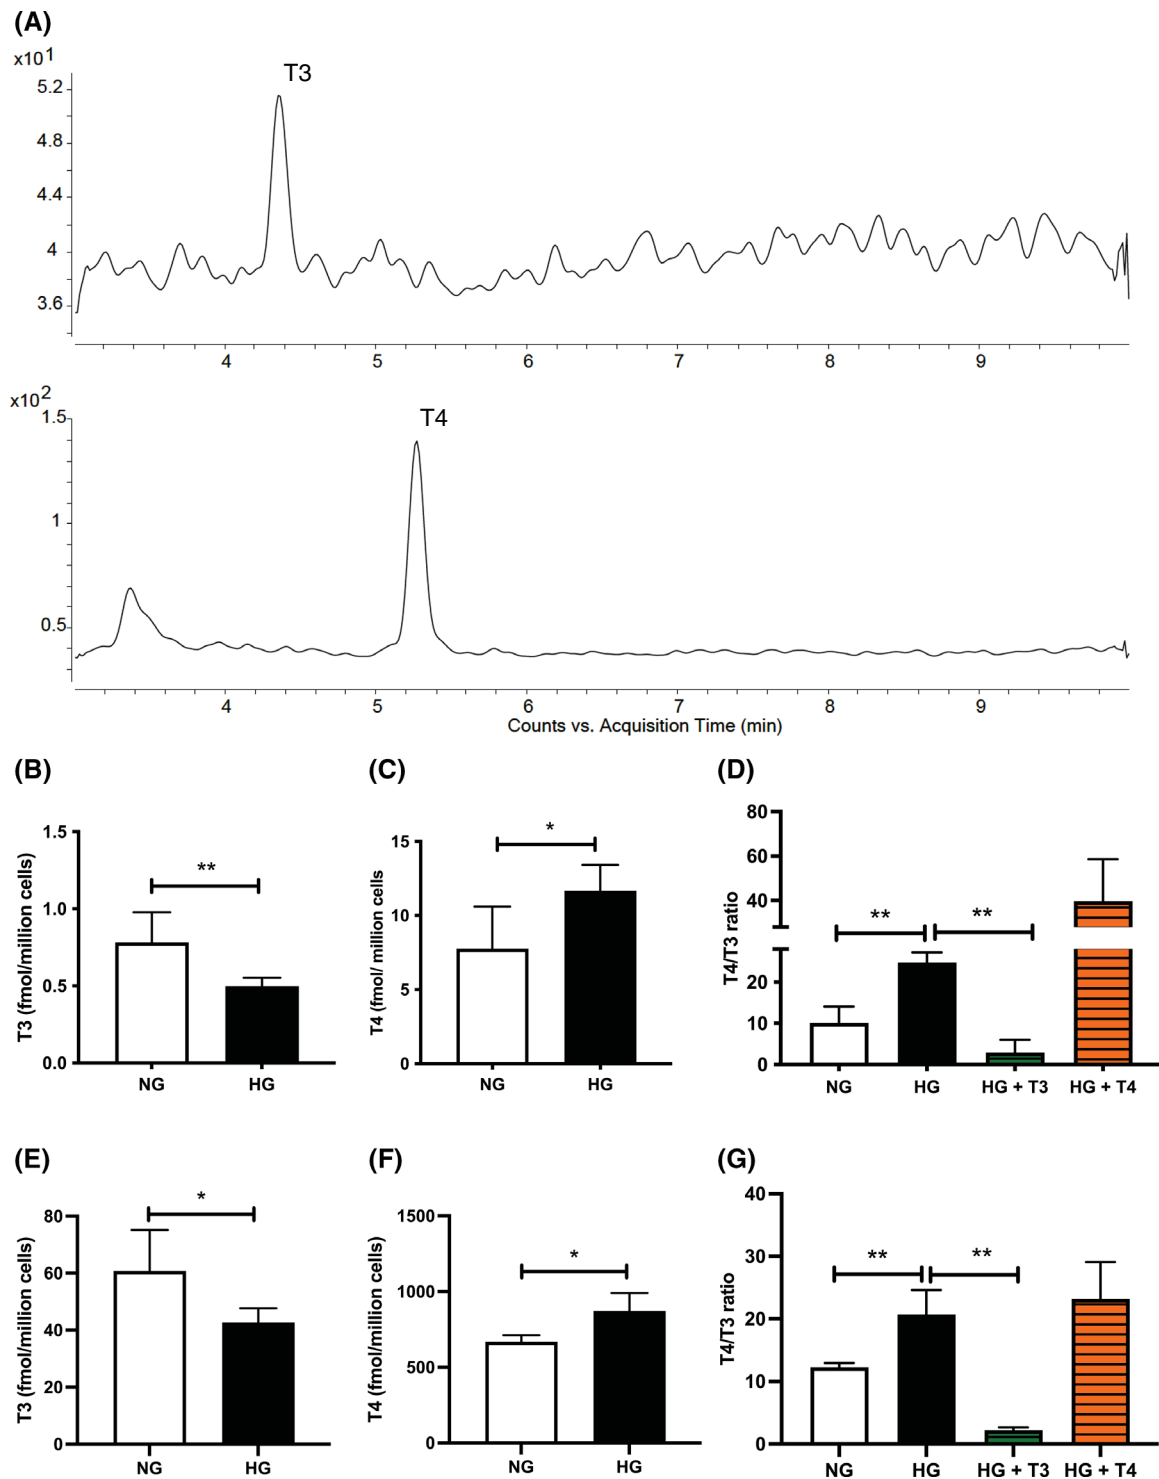 (A)
x10¹
T3
5.2
4.8
4.4
4
3.6
4 5 6 7 8 9
x10²
T4
1.5
1
0.5
4 5 6 7 8 9
Counts vs. Acquisition Time (min)
(B)
T3 (fmol/million cells)
1.5
1.0
0.5
0.0
**
NG HG
(C)
T4 (fmol/ million cells
15
10
5
0
*
NG HG
(D)
T4/T3 ratio
80
60
40
20
10
0
** **
NG HG HG + T3 HG + T4
(E)
T3 (fmol/million cells)
80
60
40
20
0
*
NG HG
(F)
T4 (fmol/million cells)
1500
1000
500
0
*
NG HG
(G)
T4/T3 ratio
40
30
20
10
0
** **
NG HG HG + T3 HG + T4